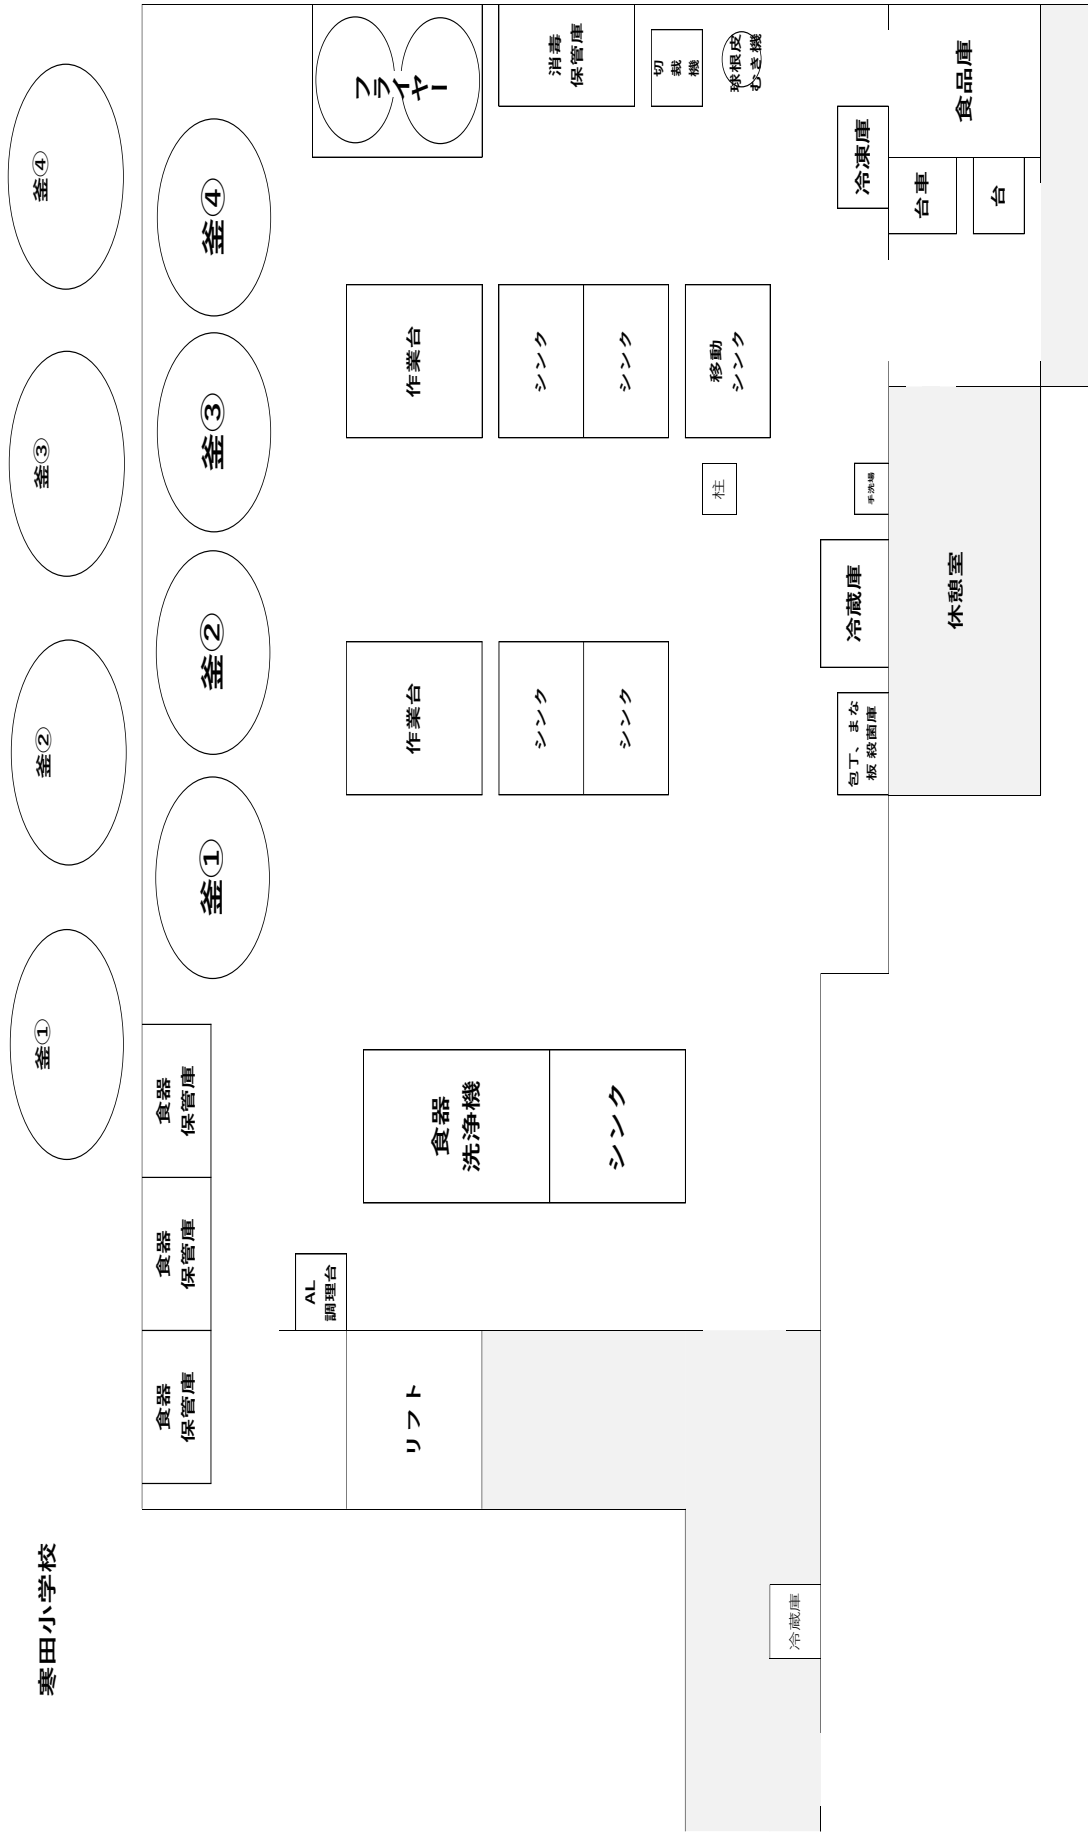 寒田小学校
釜①
釜②
釜③
釜④
食器
保管庫
食器
保管庫
食器
保管庫
釜①
釜②
釜③
釜④
AL
調理台
フライヤー
リフト
食器
洗浄機
作業台
作業台
シンク
シンク
シンク
シンク
シンク
消毒
保管庫
切
裁
機
移動
シンク
柱
球根皮
むき機
冷蔵庫
包丁、まな
板 殺菌庫
冷蔵庫
手洗場
冷凍庫
台車
台
休憩室
食品庫